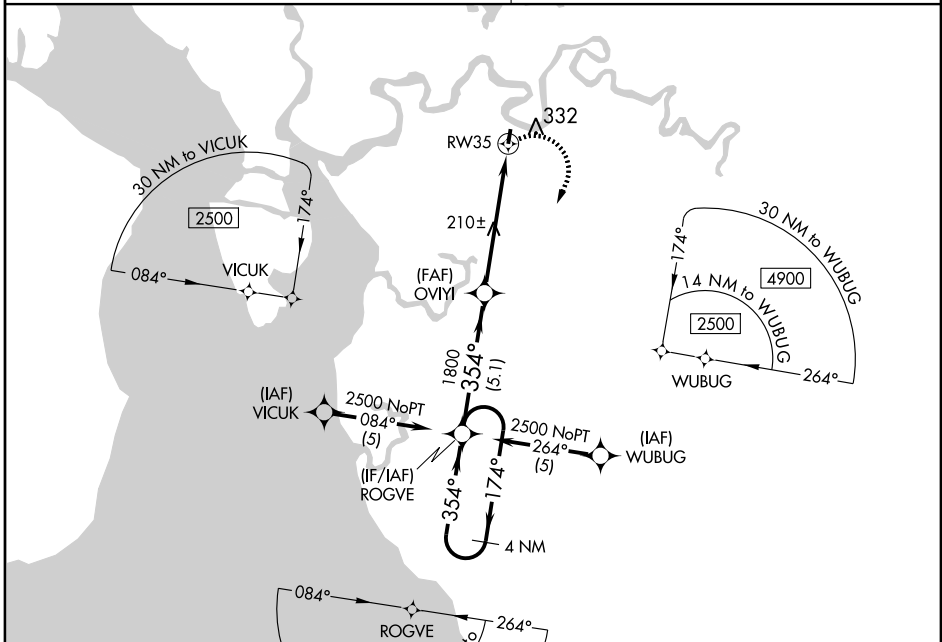 332
RW35
30 NM to VICUK
2500
174°
084°
VICUK
210±
(FAF)
OVIYI
30 NM to WUBUG
4900
174°
14 NM to WUBUG
2500
WUBUG
264°
1800
354°
(5.1)
(IAF)
VICUK
2500 NoPT
084°
(5)
2500 NoPT
264°
(5)
(IAF)
WUBUG
(IF/IAF)
ROGVE
354°
174°
4 NM
084°
ROGVE
264°